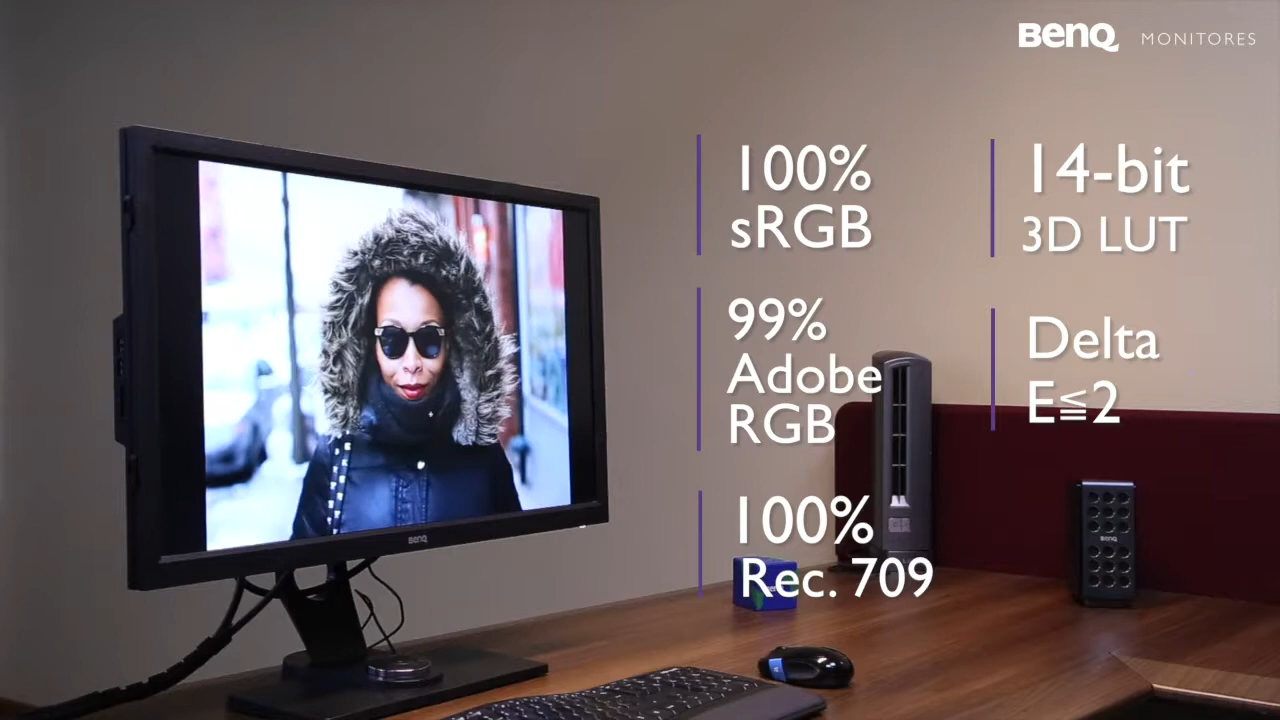 BenQ MONITORES
100%
sRGB
99%
Adobe
RGB
100%
Rec. 709
14-bit
3D LUT
Delta
E≦2
BenQ
BenQ